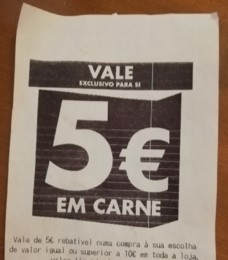 VALE
EXCLUSIVO PARA SI
5€
EM CARNE
Vale de 5€ rebatível numa compra à sua escolha
de valor igual ou superior a 10€ em toda a loja,